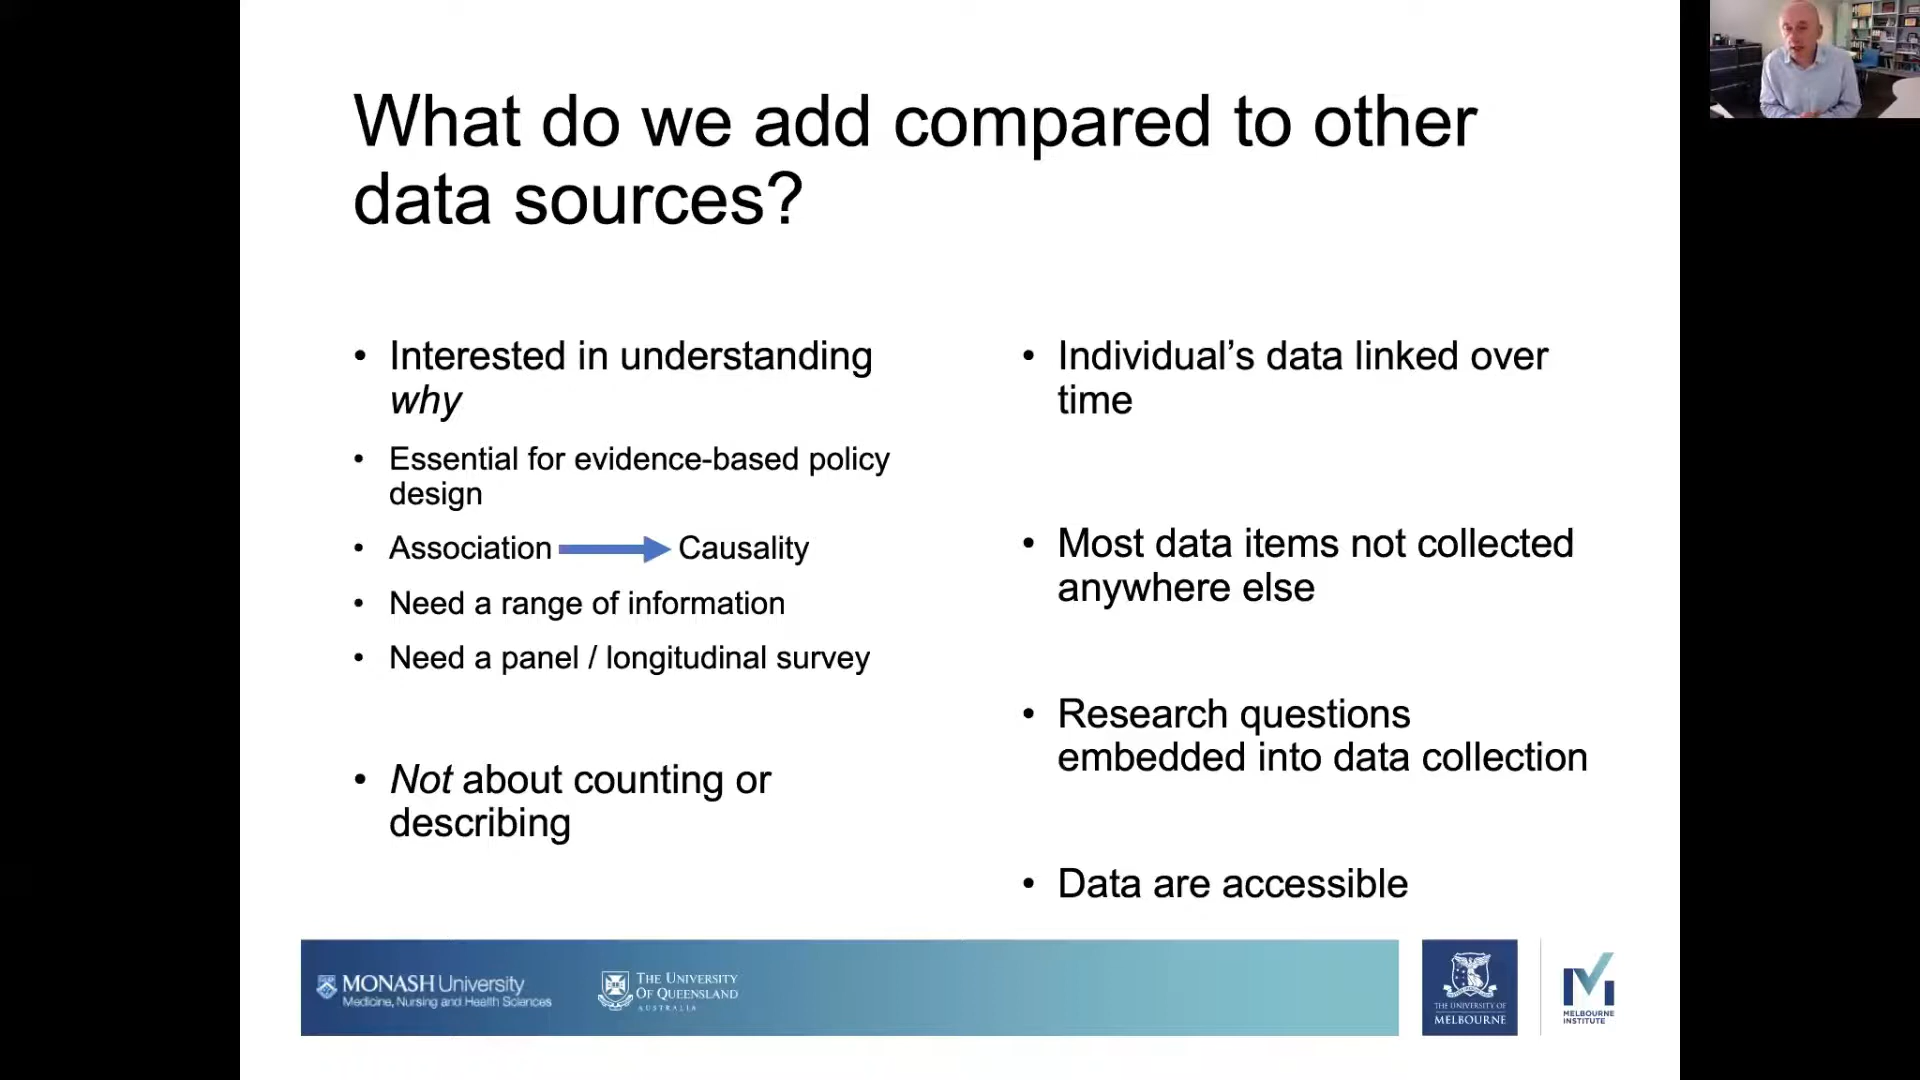 What do we add compared to other
data sources?
• Interested in understanding
why
• Essential for evidence-based policy
design
• Association Causality
• Need a range of information
• Need a panel / longitudinal survey
• Not about counting or
describing
• Individual’s data linked over
time
• Most data items not collected
anywhere else
• Research questions
embedded into data collection
• Data are accessible
MONASH University
Medicine, Nursing and Health Sciences
THE UNIVERSITY
OF QUEENSLAND
AUSTRALIA
THE UNIVERSITY OF
MELBOURNE
MELBOURNE
INSTITUTE